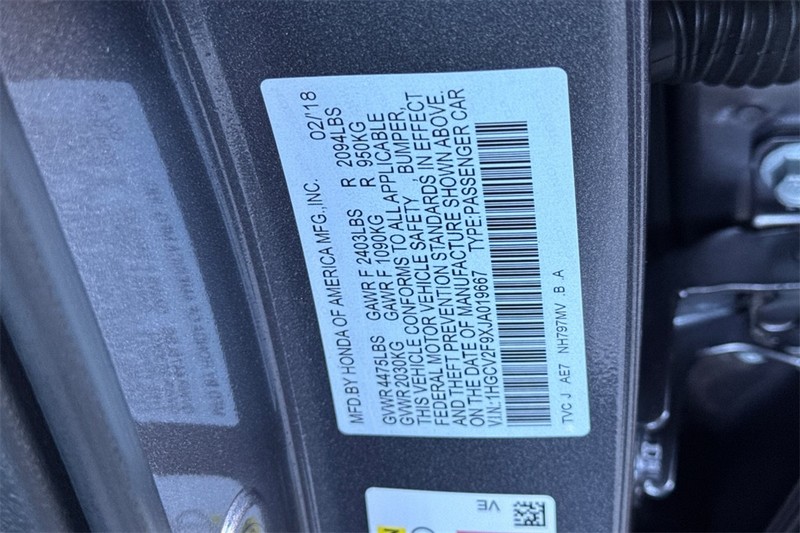 MFD.BY HONDA OF AMERICA MFG.,INC. 02/'18
GVWR 4475LBS GAWR F 2403LBS R 2094LBS
GVWR 2030KG GAWR F 1090KG R 950KG
THIS VEHICLE CONFORMS TO ALL APPLICABLE
FEDERAL MOTOR VEHICLE SAFETY, BUMPER,
AND THEFT PREVENTION STANDARDS IN EFFECT
ON THE DATE OF MANUFACTURE SHOWN ABOVE.
V.I.N.:1HGCV2F9XJA019667 TYPE:PASSENGER CAR
TVC J AE7 NH797MV .B .A
VE